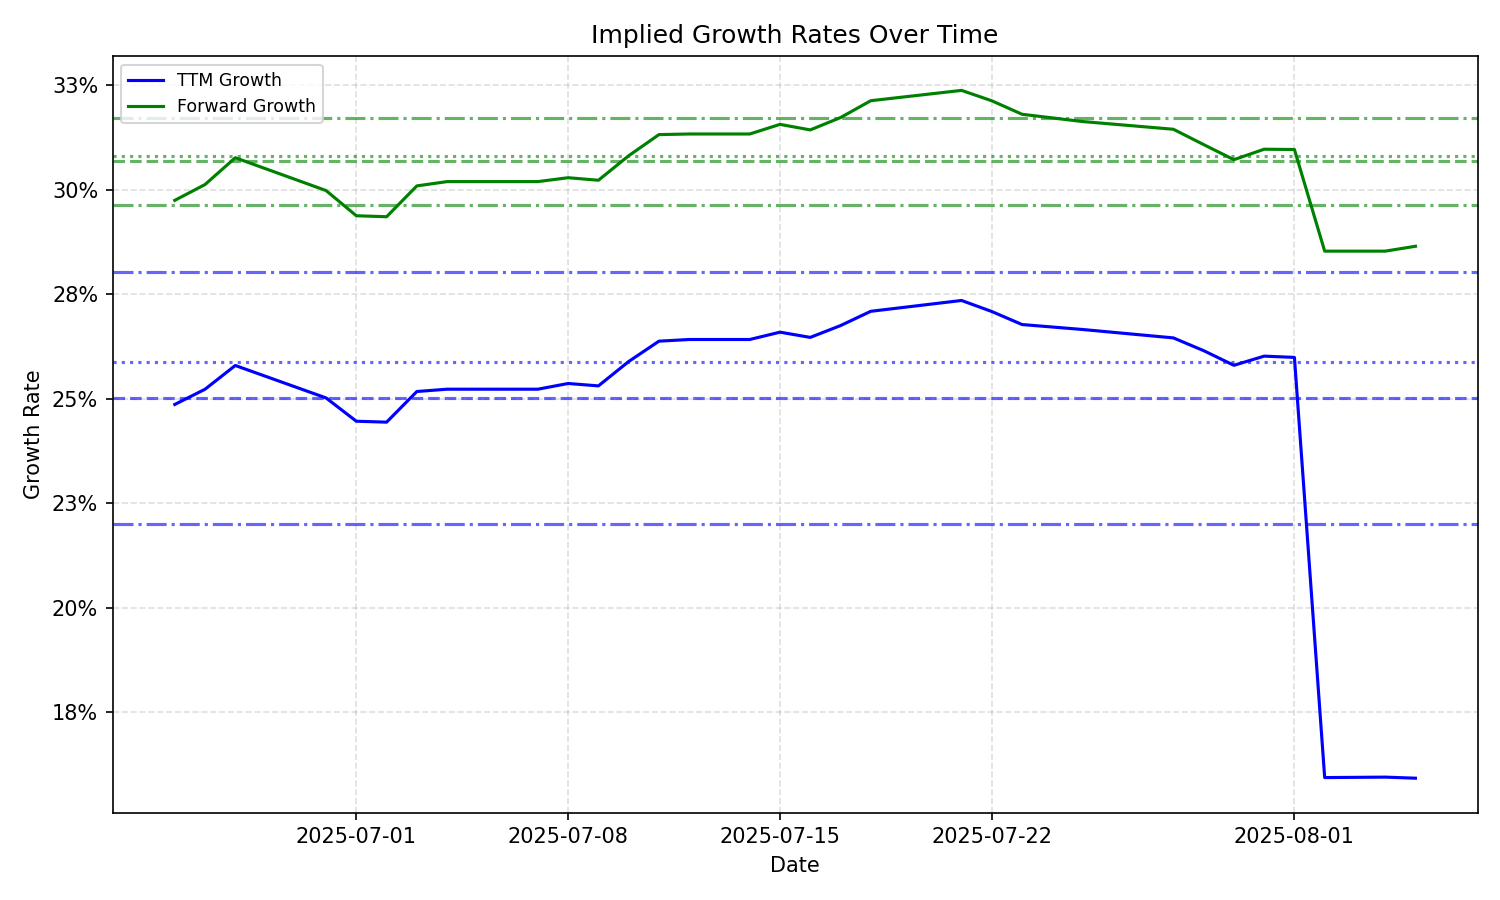 Implied Growth Rates Over Time
TTM Growth
Forward Growth
33%
30%
28%
25%
23%
20%
18%
Growth Rate
2025-07-01
2025-07-08
2025-07-15
2025-07-22
2025-08-01
Date